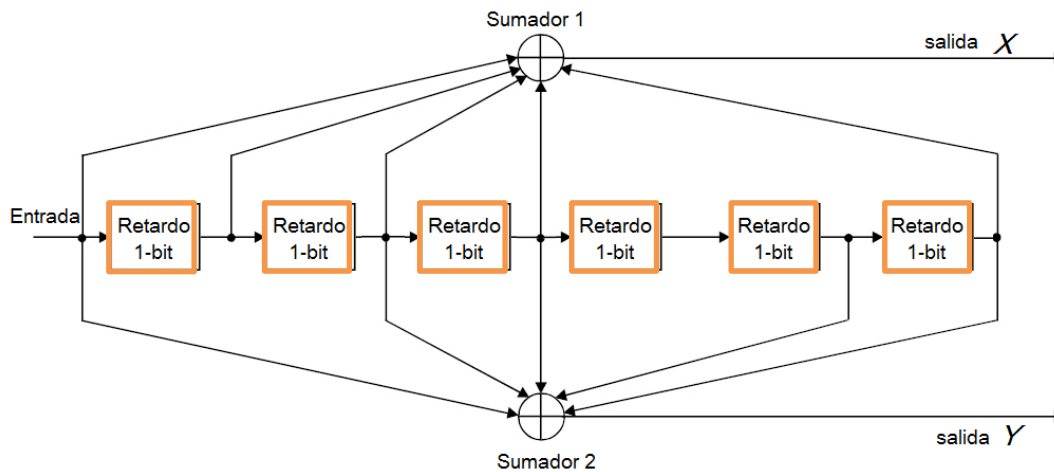 Sumador 1
salida X
Entrada
Retardo
1-bit
Retardo
1-bit
Retardo
1-bit
Retardo
1-bit
Retardo
1-bit
Retardo
1-bit
salida Y
Sumador 2